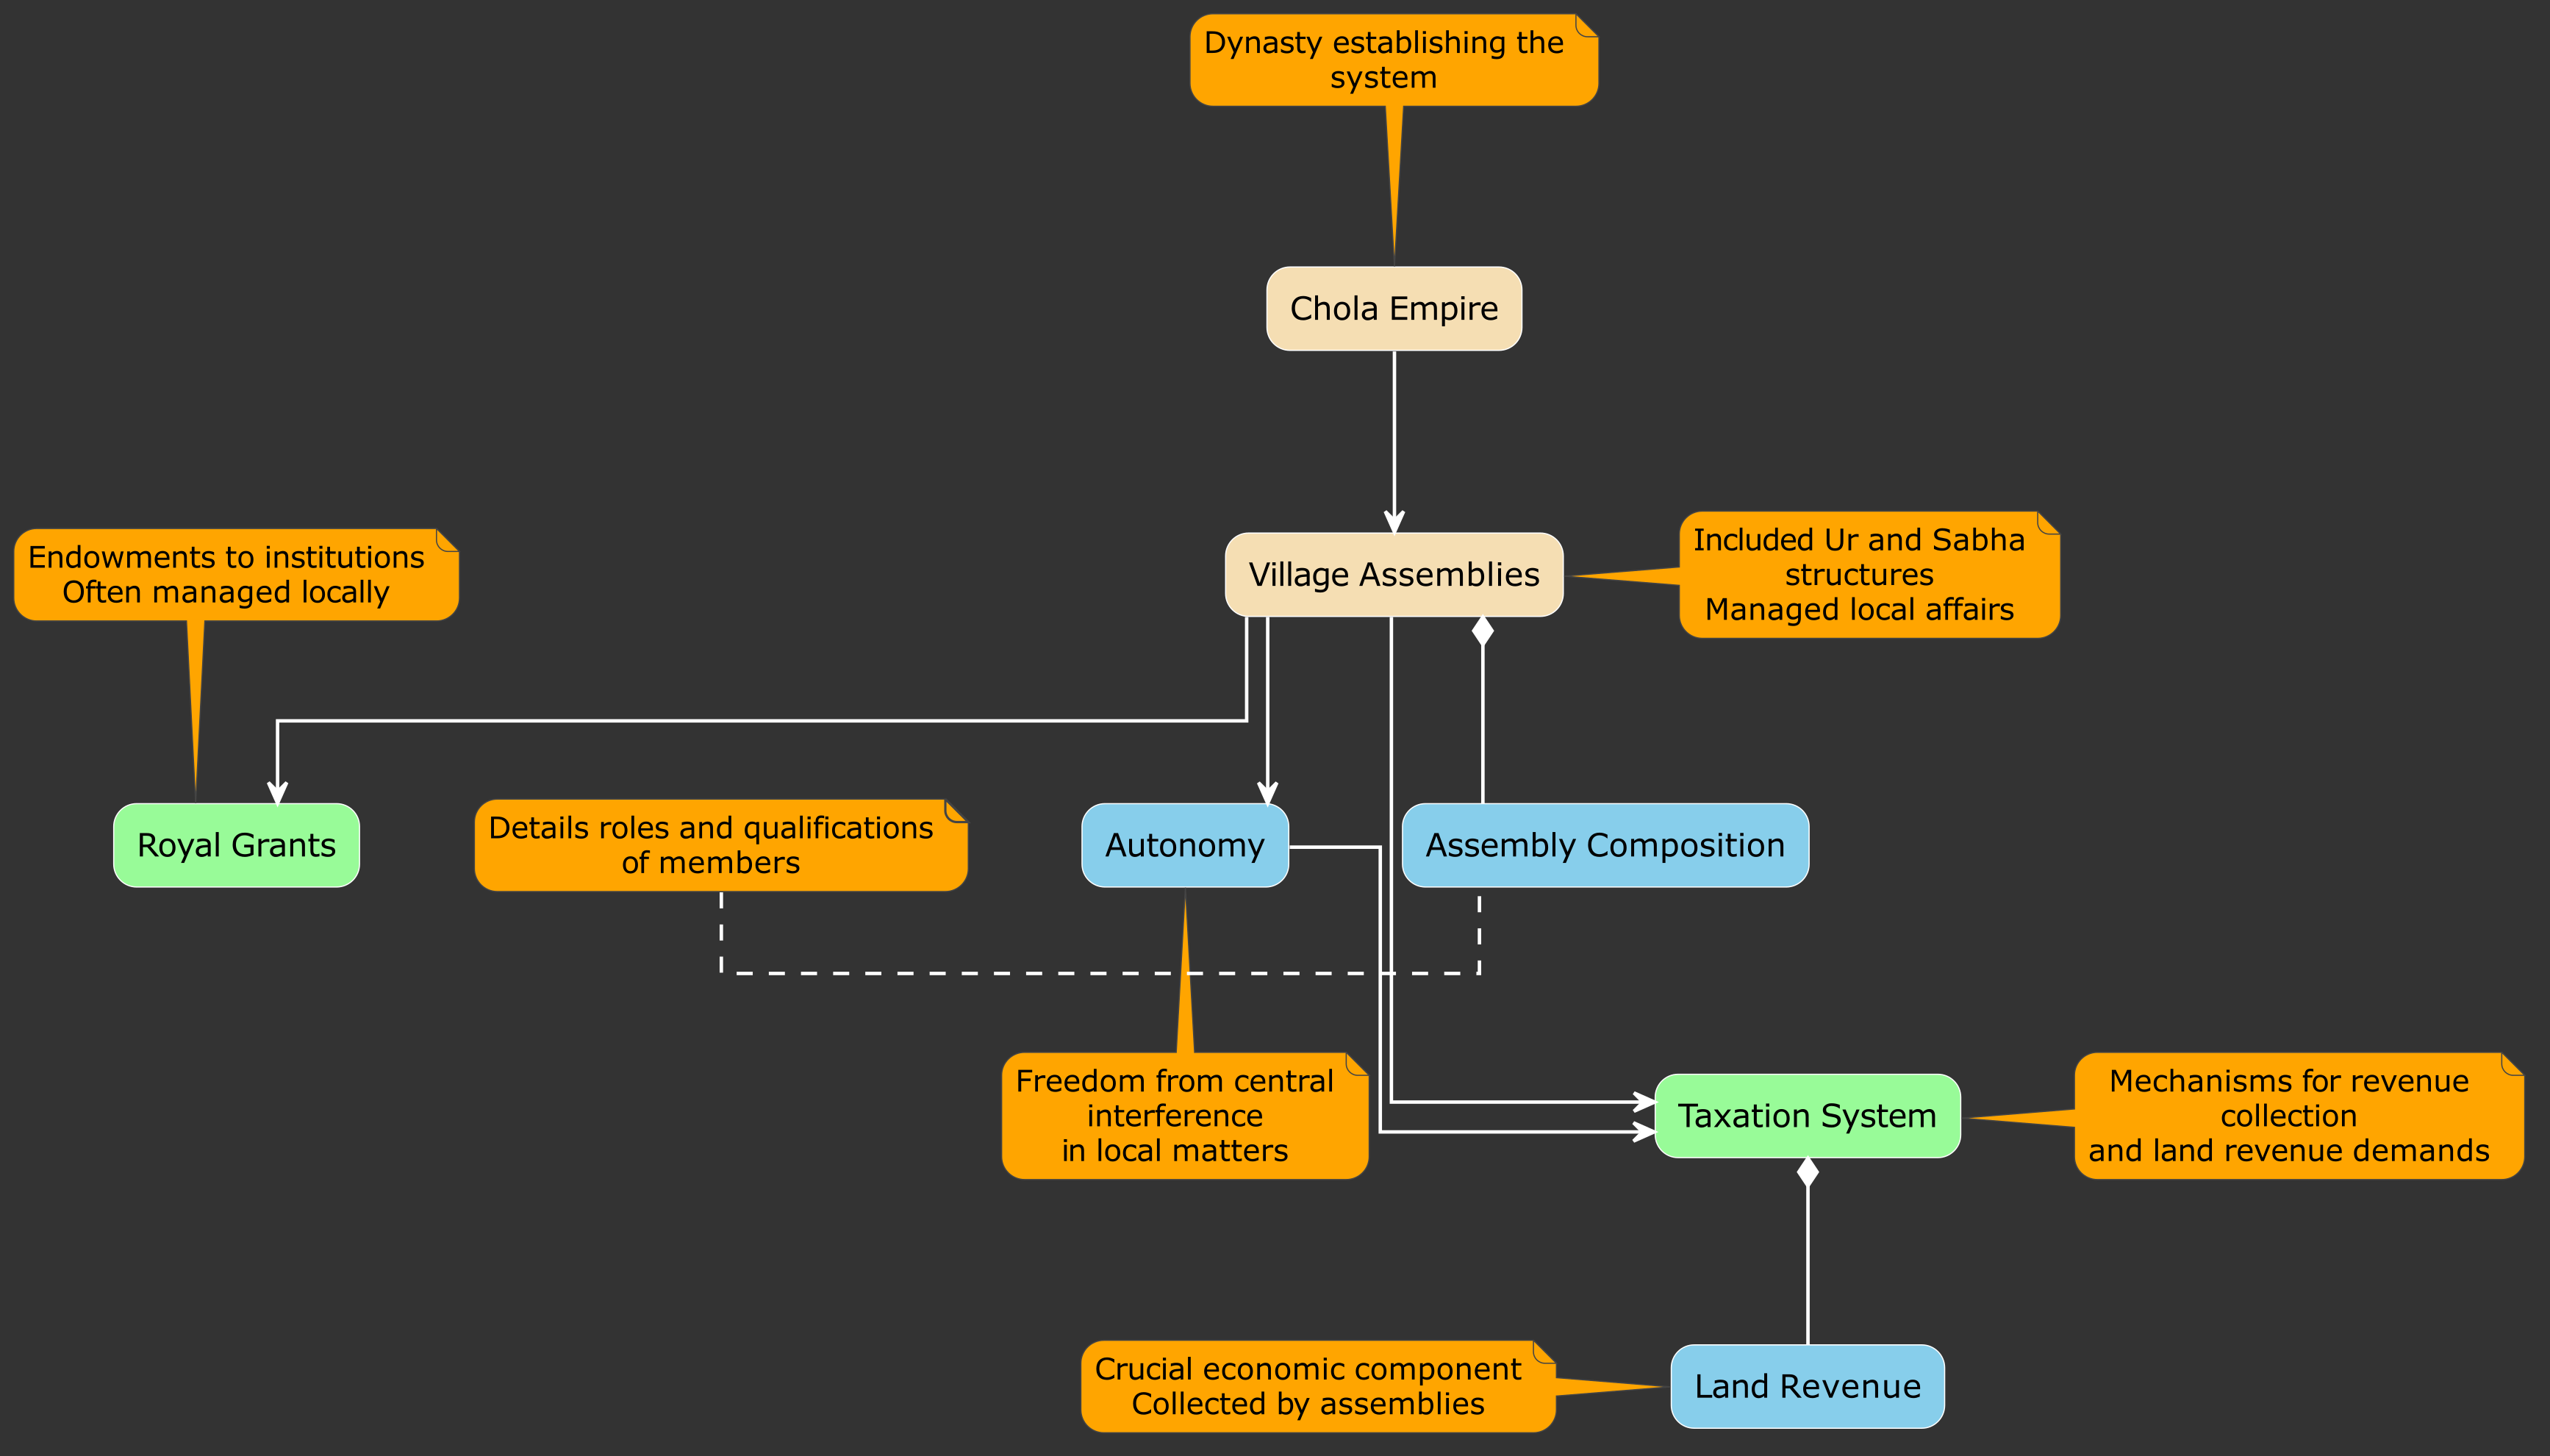 Dynasty establishing the
system
Chola Empire
Endowments to institutions
Often managed locally
Village Assemblies
Included Ur and Sabha
structures
Managed local affairs
Royal Grants
Details roles and qualifications
of members
Autonomy
Assembly Composition
Freedom from central
interference
in local matters
Taxation System
Mechanisms for revenue
collection
and land revenue demands
Crucial economic component
Collected by assemblies
Land Revenue